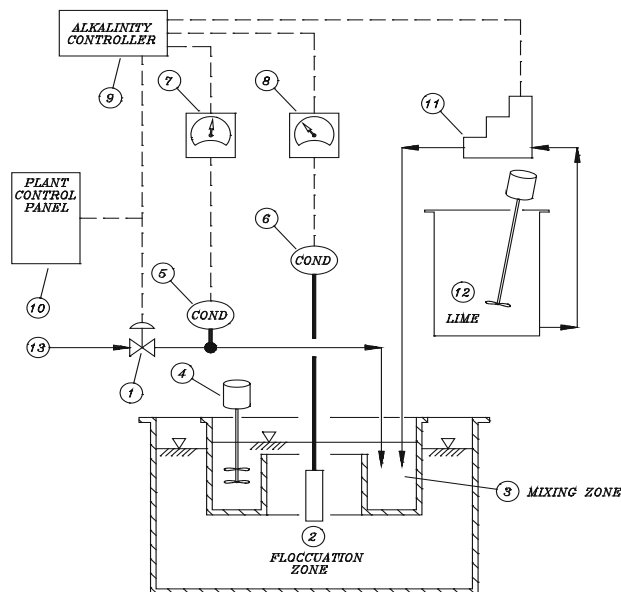 ALKALINITY
CONTROLLER
9
7
8
11
PLANT
CONTROL
PANEL
10
6
COND
5
COND
12
LIME
13
1
4
3 MIXING ZONE
2
FLOCCUATION
ZONE